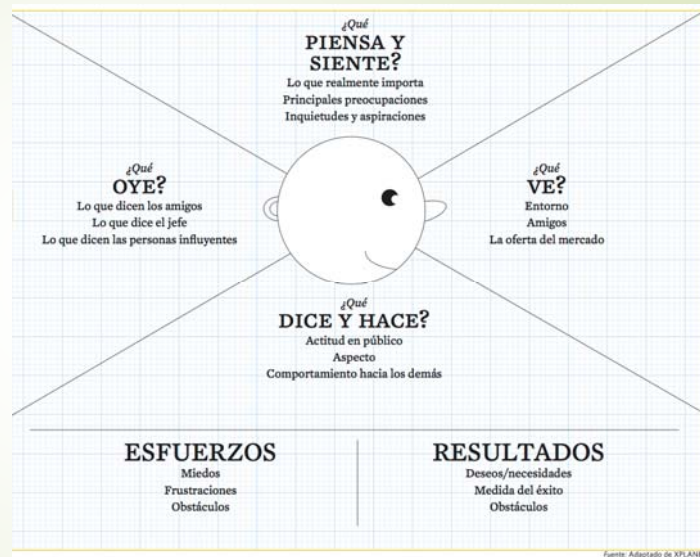 ¿Qué
PIENSA Y
SIENTE?
Lo que realmente importa
Principales preocupaciones
Inquietudes y aspiraciones
¿Qué
OYE?
Lo que dicen los amigos
Lo que dice el jefe
Lo que dicen las personas influyentes
¿Qué
VE?
Entorno
Amigos
La oferta del mercado
¿Qué
DICE Y HACE?
Actitud en público
Aspecto
Comportamiento hacia los demás
ESFUERZOS
Miedos
Frustraciones
Obstáculos
RESULTADOS
Deseos/necesidades
Medida del éxito
Obstáculos
Fuente: Adaptado de XPLANE